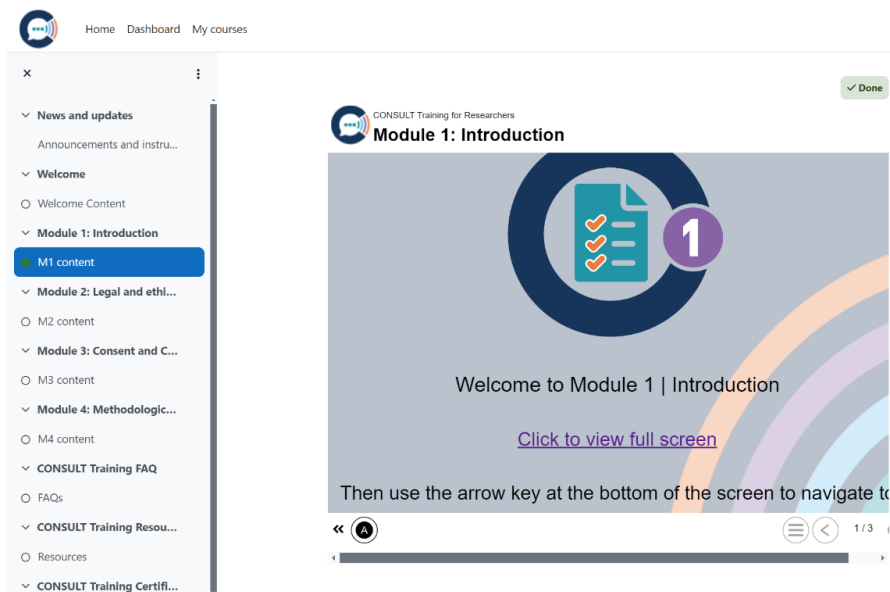 Home Dashboard My courses
Done
News and updates
Announcements and instru...
Welcome
Welcome Content
Module 1: Introduction
M1 content
Module 2: Legal and ethi...
M2 content
Module 3: Consent and C...
M3 content
Module 4: Methodologic...
M4 content
CONSULT Training FAQ
FAQs
CONSULT Training Resou...
Resources
CONSULT Training Certifi...
CONSULT Training for Researchers
Module 1: Introduction
1
Welcome to Module 1 | Introduction
Click to view full screen
Then use the arrow key at the bottom of the screen to navigate to
A
1 / 3